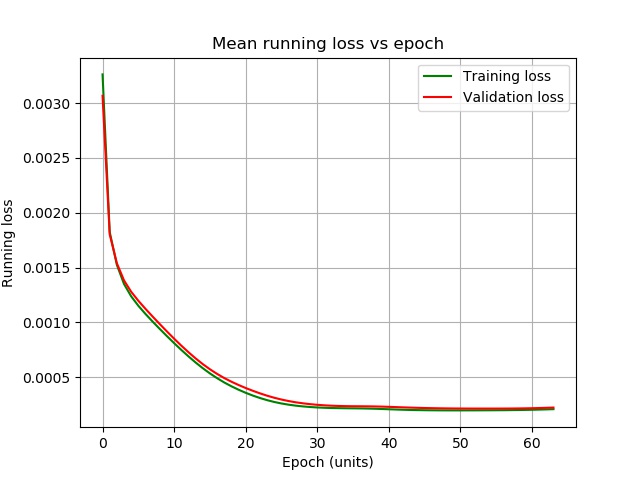 Mean running loss vs epoch
Training loss
Validation loss
0.0030
0.0025
0.0020
0.0015
0.0010
0.0005
Running loss
0 10 20 30 40 50 60
Epoch (units)